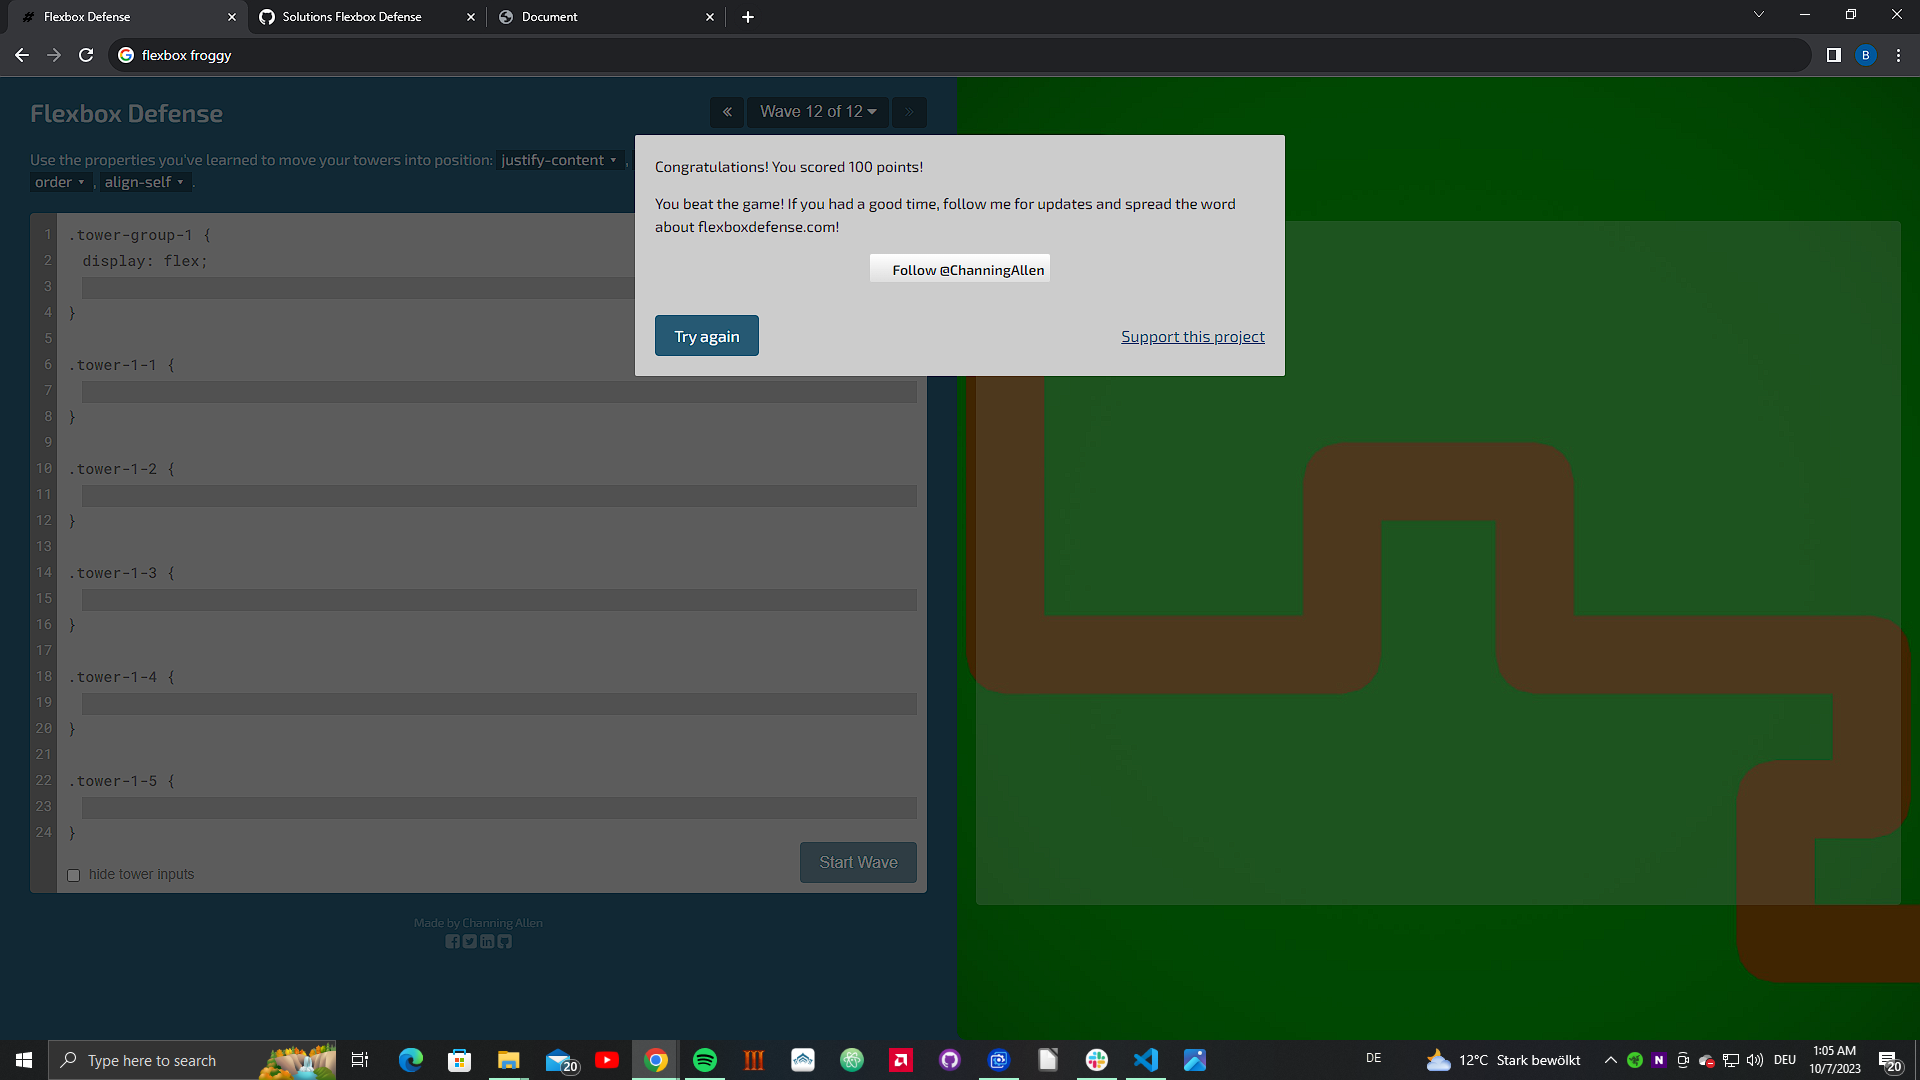 Flexbox Defense
Solutions Flexbox Defense
Document
flexbox froggy
B
Flexbox Defense
« Wave 12 of 12 »
Use the properties you've learned to move your towers into position: justify-content ,
order , align-self .
Congratulations! You scored 100 points!
You beat the game! If you had a good time, follow me for updates and spread the word
about flexboxdefense.com!
Follow @ChanningAllen
Try again
Support this project
1 .tower-group-1 {
2 display: flex;
3
4 }
5
6 .tower-1-1 {
7
8 }
9
10 .tower-1-2 {
11
12 }
13
14 .tower-1-3 {
15
16 }
17
18 .tower-1-4 {
19
20 }
21
22 .tower-1-5 {
23
24 }
hide tower inputs
Start Wave
Made by Channing Allen
Type here to search
20
DE
12°C Stark bewölkt
DEU
1:05 AM
10/7/2023
20